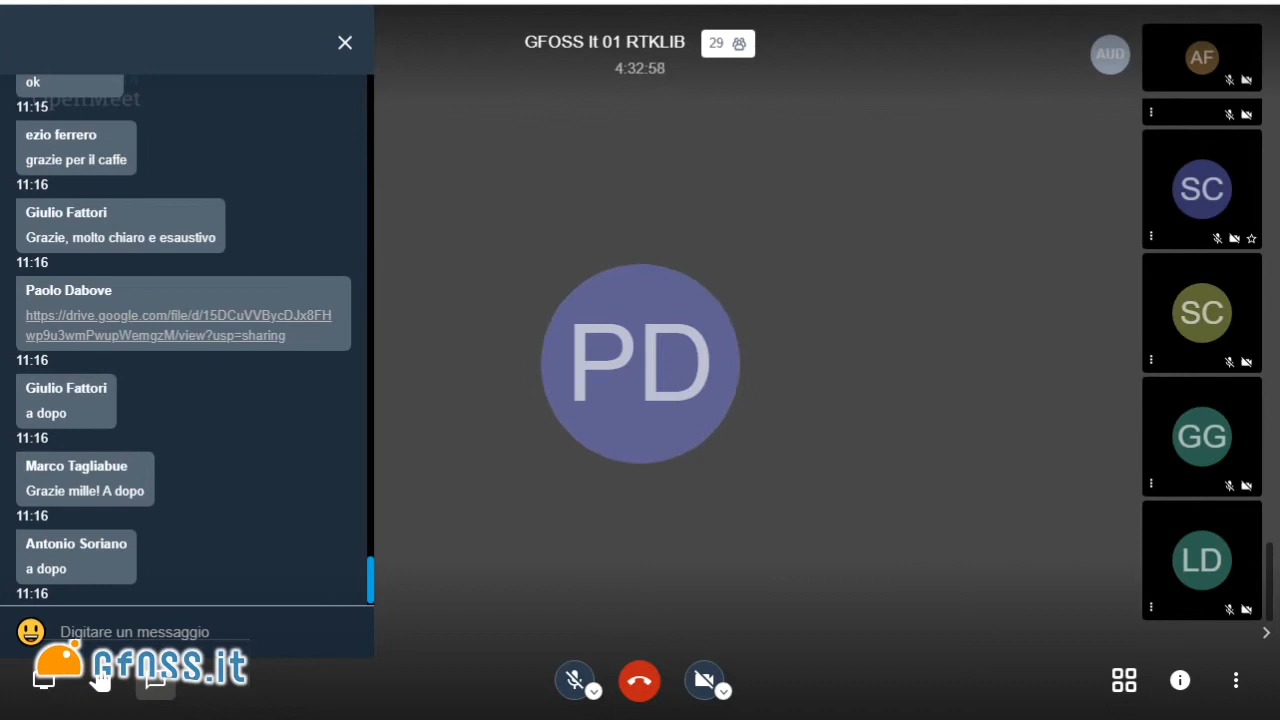 GFOSS It 01 RTKLIB
29
4:32:58
ok
11:15
ezio ferrero
grazie per il caffe
11:16
Giulio Fattori
Grazie, molto chiaro e esaustivo
11:16
Paolo Dabove
https://drive.google.com/file/d/15DCuVVBycDJx8FH
wp9u3wmPwupWemgzM/view?usp=sharing
11:16
Giulio Fattori
a dopo
11:16
Marco Tagliabue
Grazie mille! A dopo
11:16
Antonio Soriano
a dopo
11:16
Digitare un messaggio
Gfoss.it
PD
AUD
AF
SC
SC
GG
LD